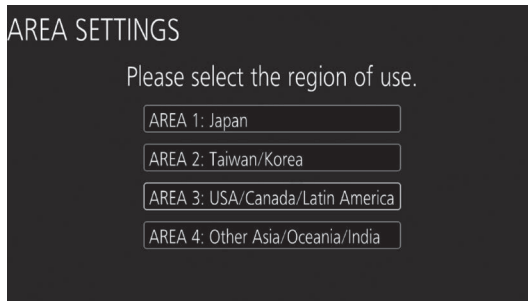 AREA SETTINGS
Please select the region of use.
AREA 1: Japan
AREA 2: Taiwan/Korea
AREA 3: USA/Canada/Latin America
AREA 4: Other Asia/Oceania/India